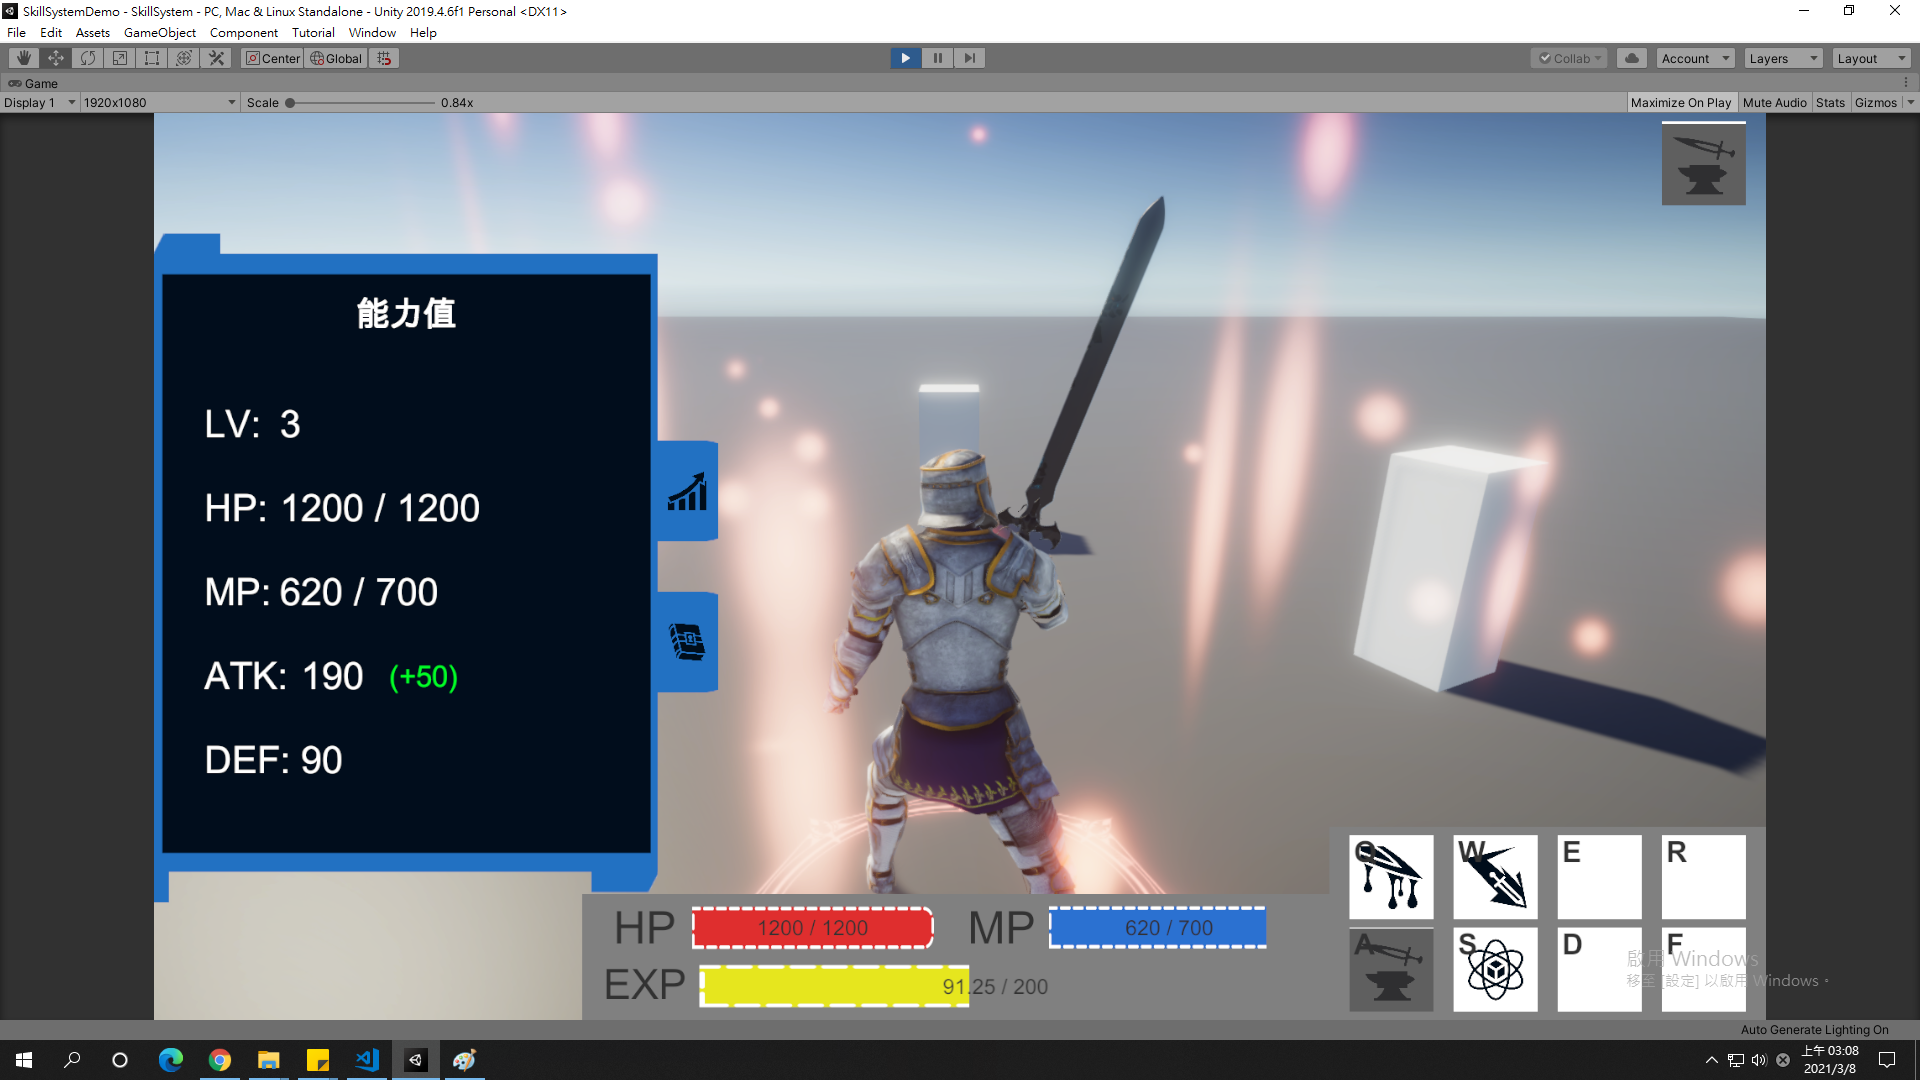 SkillSystemDemo - SkillSystem - PC, Mac & Linux Standalone - Unity 2019.4.6f1 Personal <DX11>
File Edit Assets GameObject Component Tutorial Window Help
Center Global Collab Account Layers Layout
Game
Display 1 1920x1080 Scale 0.84x Maximize On Play Mute Audio Stats Gizmos
能力值
LV: 3
HP: 1200 / 1200
MP: 620 / 700
ATK: 190 (+50)
DEF: 90
HP 1200 / 1200 MP 620 / 700
EXP 91.25 / 200
Q W E R
A S D F
啟用 Windows
移至 [設定] 以啟用 Windows。
Auto Generate Lighting On
上午 03:08
2021/3/8